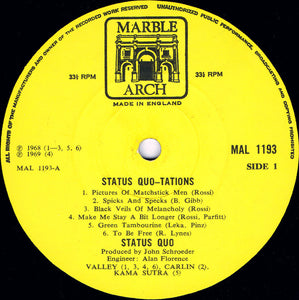 ALL RIGHTS OF THE MANUFACTURERS AND OWNER OF THE RECORDED WORK RESERVED UNAUTHORIZED PUBLIC PERFORMANCE, BROADCASTING AND COPYING OF THIS RECORD PROHIBITED
MARBLE
ARCH
33⅓ RPM 33⅓ RPM
MADE IN ENGLAND
℗ 1968 (1—3, 5, 6)
℗ 1969 (4)
MAL 1193-A
MAL 1193
SIDE 1
STATUS QUO-TATIONS
1. Pictures Of Matchstick Men (Rossi)
2. Spicks And Specks (B. Gibb)
3. Black Veils Of Melancholy (Rossi)
4. Make Me Stay A Bit Longer (Rossi, Parfitt)
5. Green Tambourine (Leka, Pinz)
6. To Be Free (R. Lynes)
STATUS QUO
Produced by John Schroeder
Engineer: Alan Florence
VALLEY (1, 3, 4, 6), CARLIN (2),
KAMA SUTRA (5)